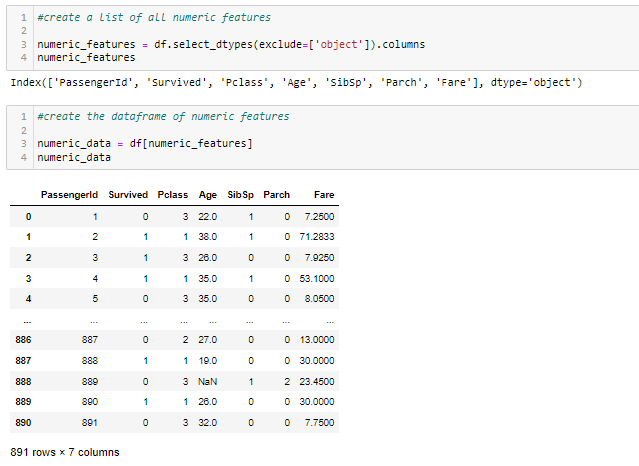 1 #create a list of all numeric features
2
3 numeric_features = df.select_dtypes(exclude=['object']).columns
4 numeric_features
Index(['PassengerId', 'Survived', 'Pclass', 'Age', 'SibSp', 'Parch', 'Fare'], dtype='object')
1 #create the dataframe of numeric features
2
3 numeric_data = df[numeric_features]
4 numeric_data
PassengerId Survived Pclass Age SibSp Parch Fare
0 1 0 3 22.0 1 0 7.2500
1 2 1 1 38.0 1 0 71.2833
2 3 1 3 26.0 0 0 7.9250
3 4 1 1 35.0 1 0 53.1000
4 5 0 3 35.0 0 0 8.0500
... ... ... ... ... ... ... ...
886 887 0 2 27.0 0 0 13.0000
887 888 1 1 19.0 0 0 30.0000
888 889 0 3 NaN 1 2 23.4500
889 890 1 1 26.0 0 0 30.0000
890 891 0 3 32.0 0 0 7.7500
891 rows × 7 columns